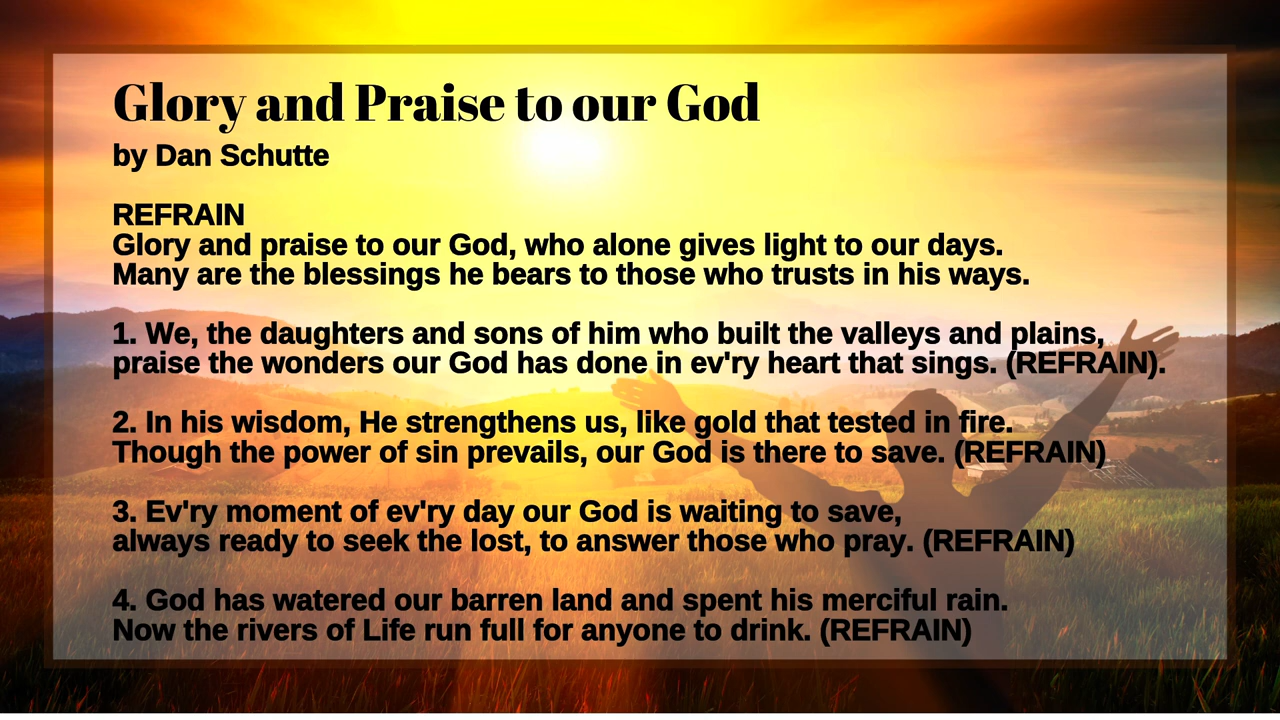 Glory and Praise to our God
by Dan Schutte
REFRAIN
Glory and praise to our God, who alone gives light to our days.
Many are the blessings he bears to those who trusts in his ways.
1. We, the daughters and sons of him who built the valleys and plains,
praise the wonders our God has done in ev'ry heart that sings. (REFRAIN).
2. In his wisdom, He strengthens us, like gold that tested in fire.
Though the power of sin prevails, our God is there to save. (REFRAIN)
3. Ev'ry moment of ev'ry day our God is waiting to save,
always ready to seek the lost, to answer those who pray. (REFRAIN)
4. God has watered our barren land and spent his merciful rain.
Now the rivers of Life run full for anyone to drink. (REFRAIN)